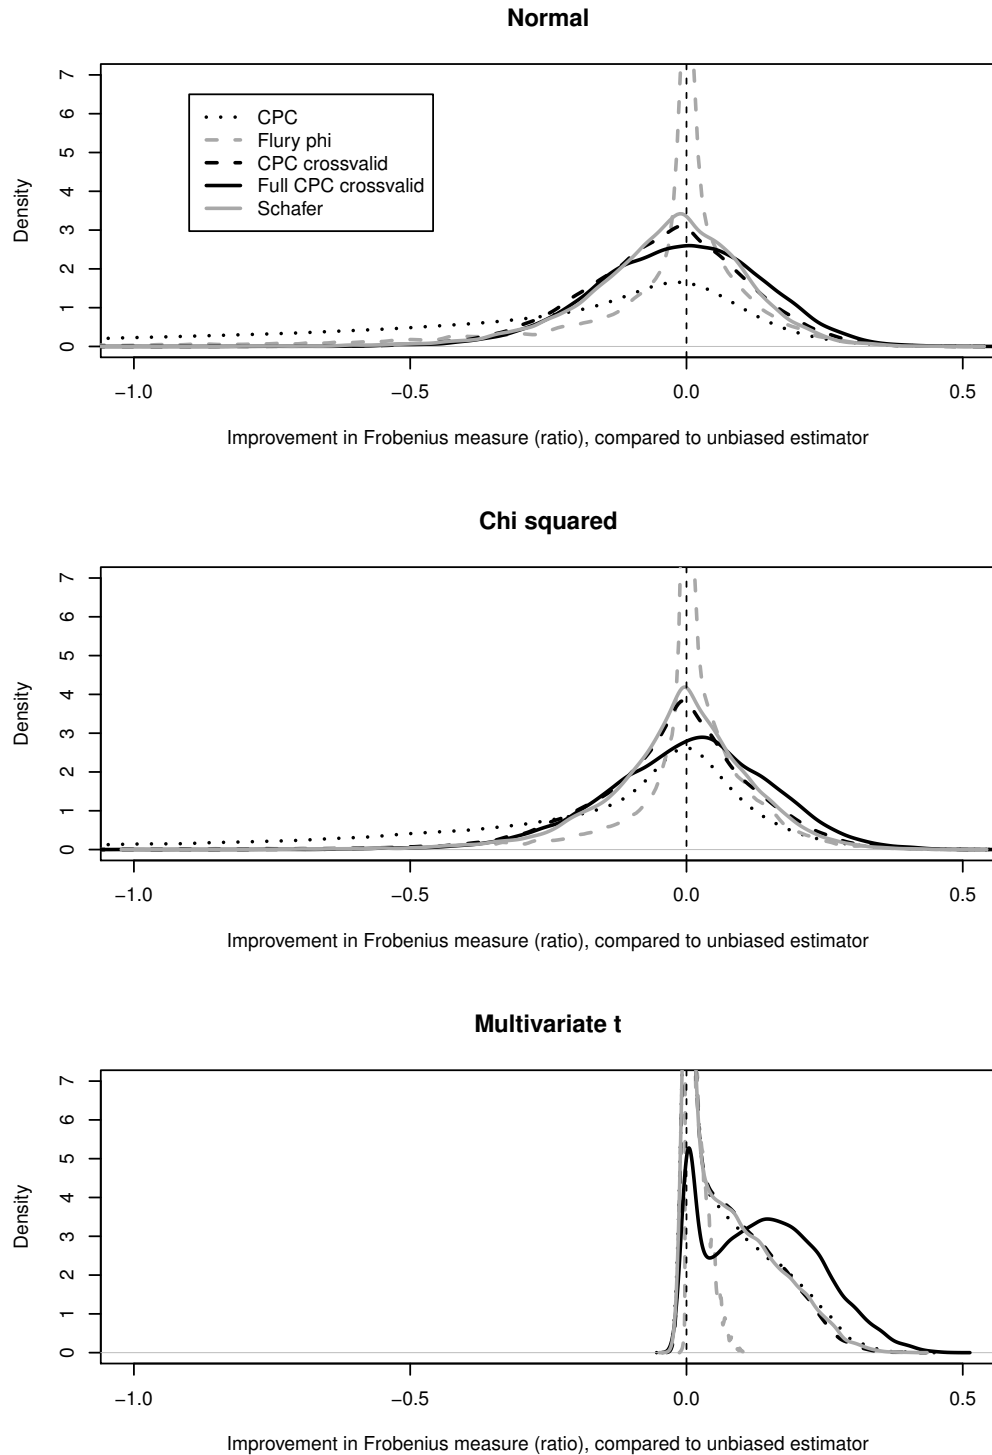 Normal
7
6
5
4
3
2
1
0
Density
CPC
Flury phi
CPC crossvalid
Full CPC crossvalid
Schafer
−1.0 −0.5 0.0 0.5
Improvement in Frobenius measure (ratio), compared to unbiased estimator
Chi squared
7
6
5
4
3
2
1
0
Density
−1.0 −0.5 0.0 0.5
Improvement in Frobenius measure (ratio), compared to unbiased estimator
Multivariate t
7
6
5
4
3
2
1
0
Density
−1.0 −0.5 0.0 0.5
Improvement in Frobenius measure (ratio), compared to unbiased estimator